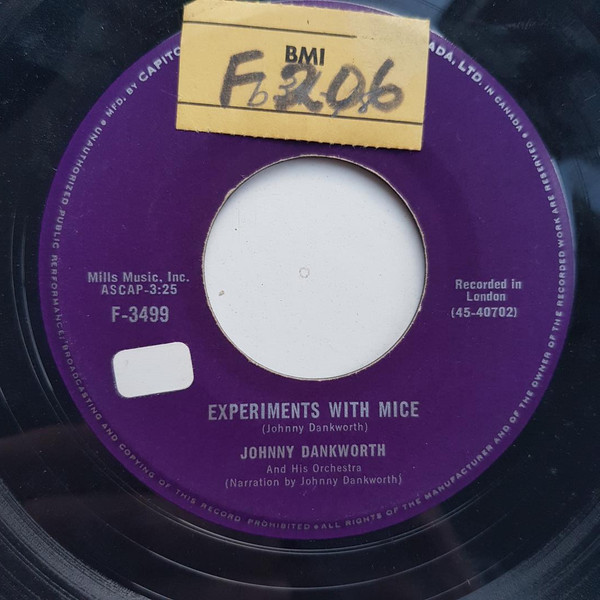 BMI
MFD. BY CAPITO
ADA, LTD. IN CANADA
UNAUTHORIZED PUBLIC PERFORMANCE, BROADCASTING AND COPYING OF THIS RECORD PROHIBITED ● ALL RIGHTS OF THE MANUFACTURER AND OF THE OWNER OF THE RECORDED WORK ARE RESERVED
Mills Music, Inc.
ASCAP-3:25
F-3499
Recorded in
London
(45-40702)
EXPERIMENTS WITH MICE
(Johnny Dankworth)
JOHNNY DANKWORTH
And His Orchestra
(Narration by Johnny Dankworth)